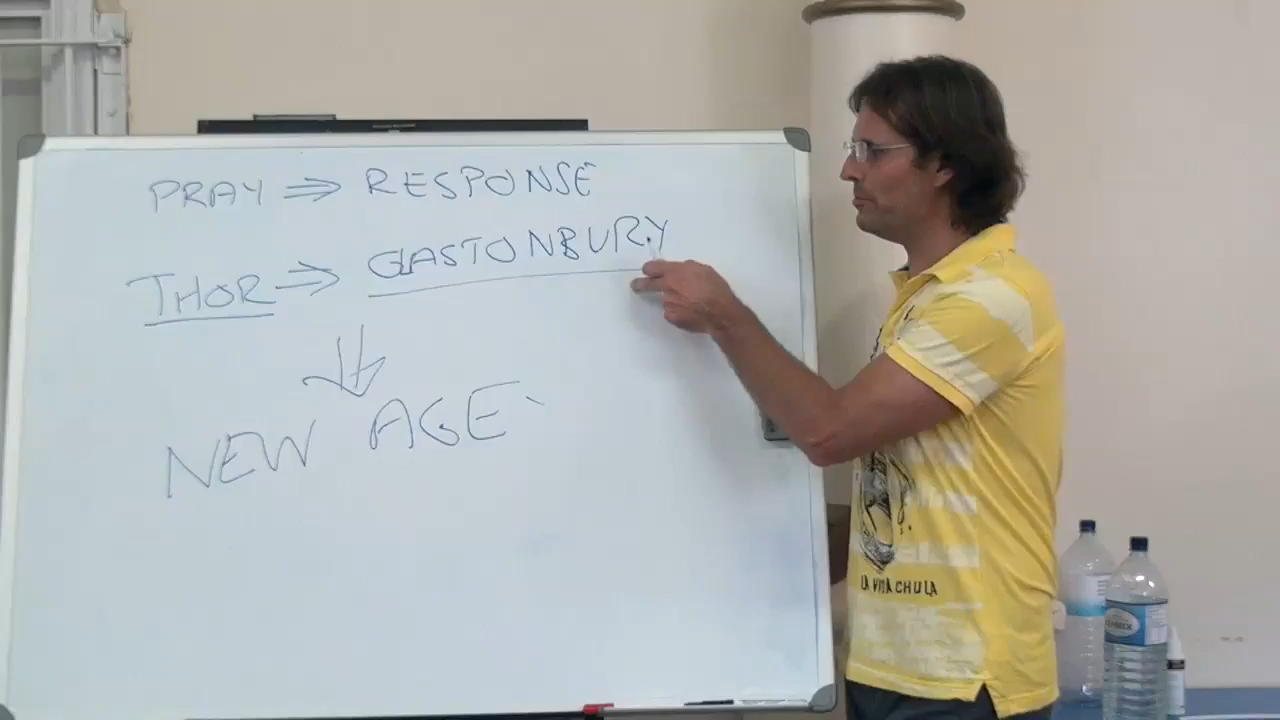 PRAY ⇒ RESPONSE
THOR ⇒ GLASTONBURY
NEW AGE
LA VIDA CHULA